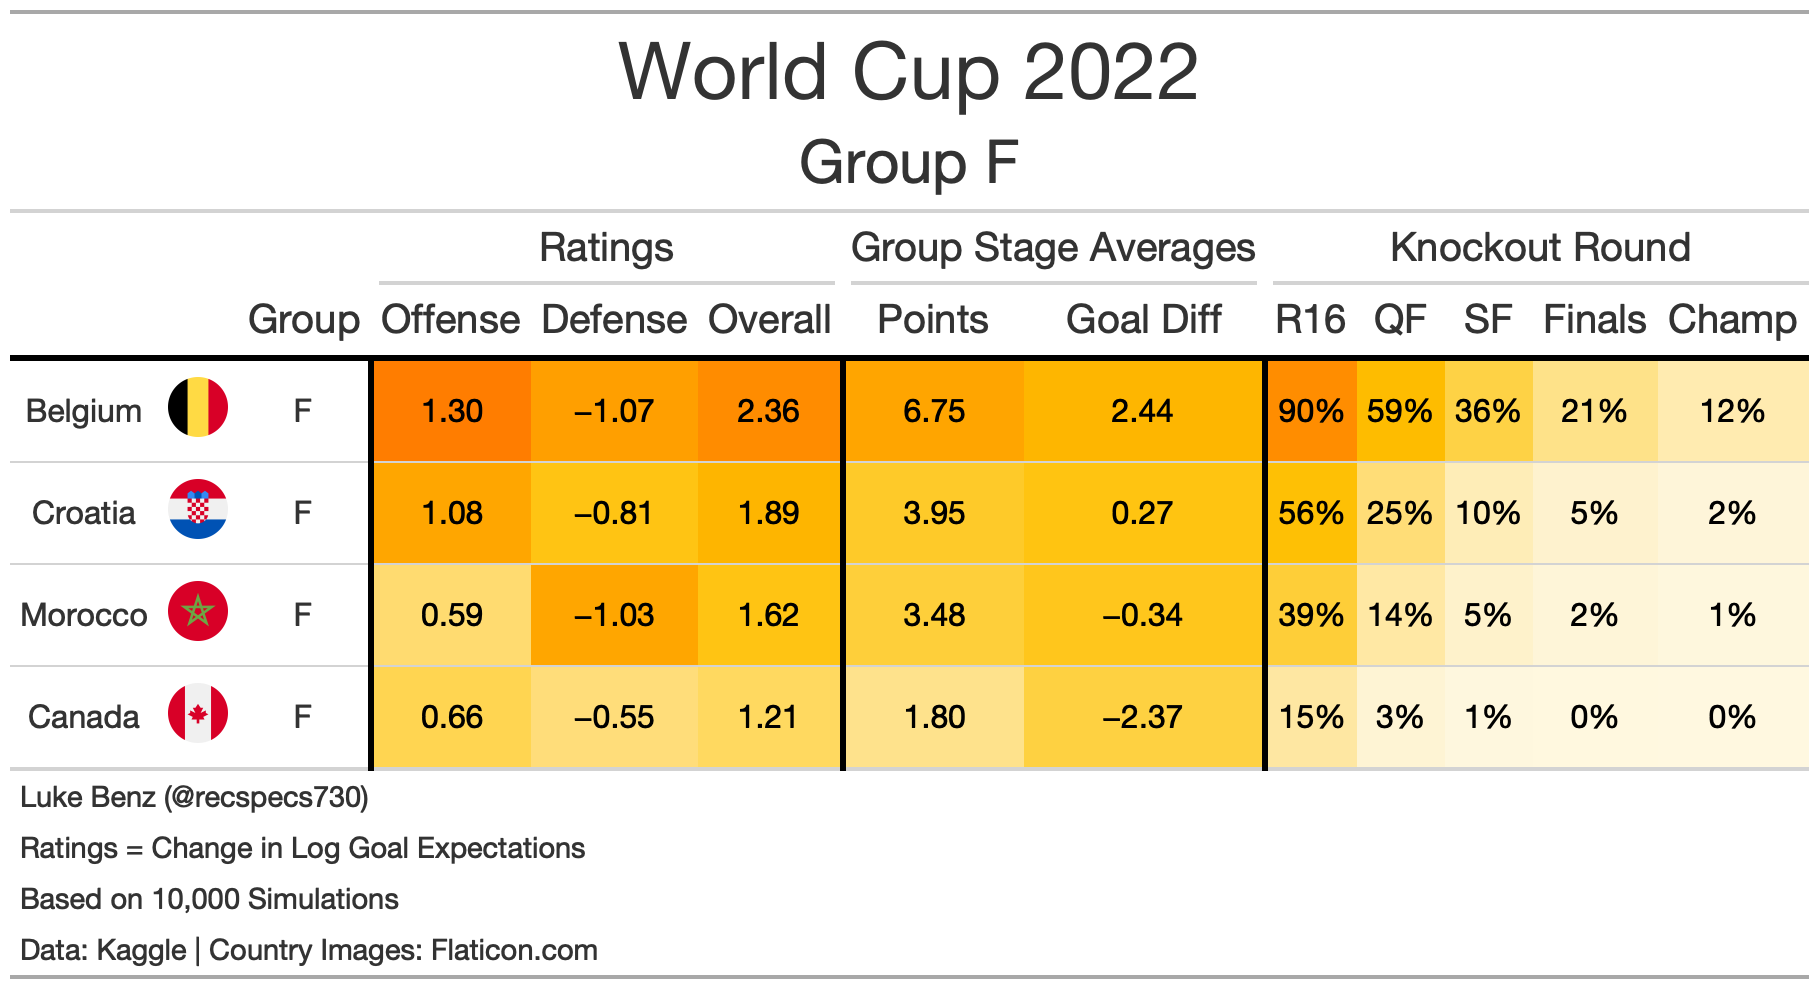 World Cup 2022
Group F
Ratings Group Stage Averages Knockout Round
Group Offense Defense Overall Points Goal Diff R16 QF SF Finals Champ
Belgium F 1.30 −1.07 2.36 6.75 2.44 90% 59% 36% 21% 12%
Croatia F 1.08 −0.81 1.89 3.95 0.27 56% 25% 10% 5% 2%
Morocco F 0.59 −1.03 1.62 3.48 −0.34 39% 14% 5% 2% 1%
Canada F 0.66 −0.55 1.21 1.80 −2.37 15% 3% 1% 0% 0%
Luke Benz (@recspecs730)
Ratings = Change in Log Goal Expectations
Based on 10,000 Simulations
Data: Kaggle | Country Images: Flaticon.com